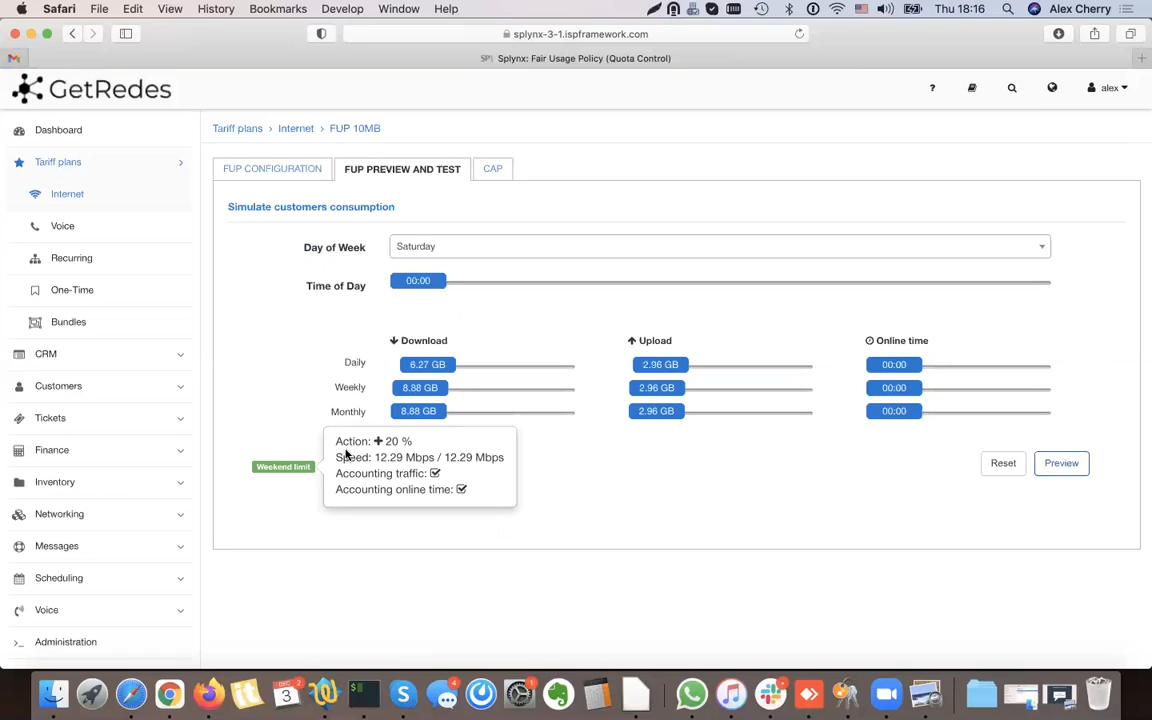 Safari File Edit View History Bookmarks Develop Window Help Thu 18:16 Alex Cherry
splynx-3-1.ispframework.com
Splynx: Fair Usage Policy (Quota Control)
GetRedes
? alex
Dashboard
Tariff plans
Internet
Voice
Recurring
One-Time
Bundles
CRM
Customers
Tickets
Finance
Inventory
Networking
Messages
Scheduling
Voice
Administration
Tariff plans > Internet > FUP 10MB
FUP CONFIGURATION FUP PREVIEW AND TEST CAP
Simulate customers consumption
Day of Week Saturday
Time of Day 00:00
Download Upload Online time
Daily 6.27 GB 2.96 GB 00:00
Weekly 8.88 GB 2.96 GB 00:00
Monthly 8.88 GB 2.96 GB 00:00
Weekend limit
Action: + 20 %
Speed: 12.29 Mbps / 12.29 Mbps
Accounting traffic:
Accounting online time:
Reset Preview
DEC
3
2
4
1